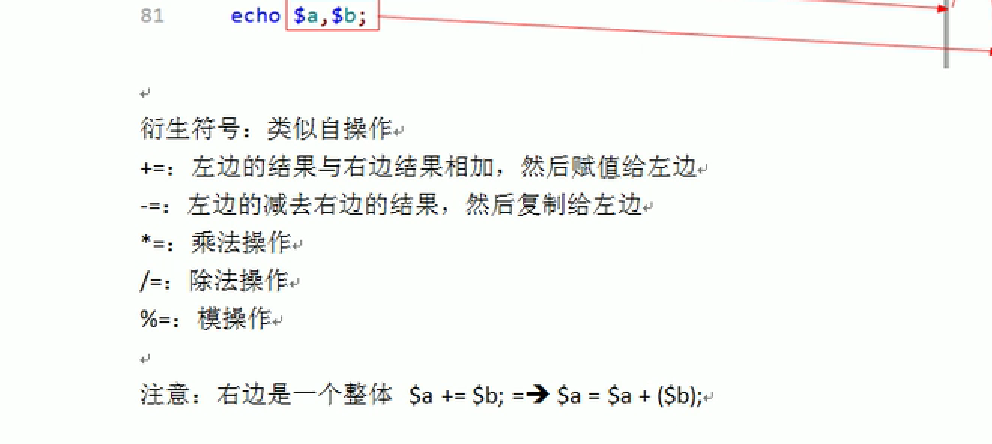 81 echo $a,$b;
衍生符号：类似自操作
+=：左边的结果与右边结果相加，然后赋值给左边
-=：左边的减去右边的结果，然后复制给左边
*=：乘法操作
/=：除法操作
%=：模操作
注意：右边是一个整体 $a += $b; =➔ $a = $a + ($b);